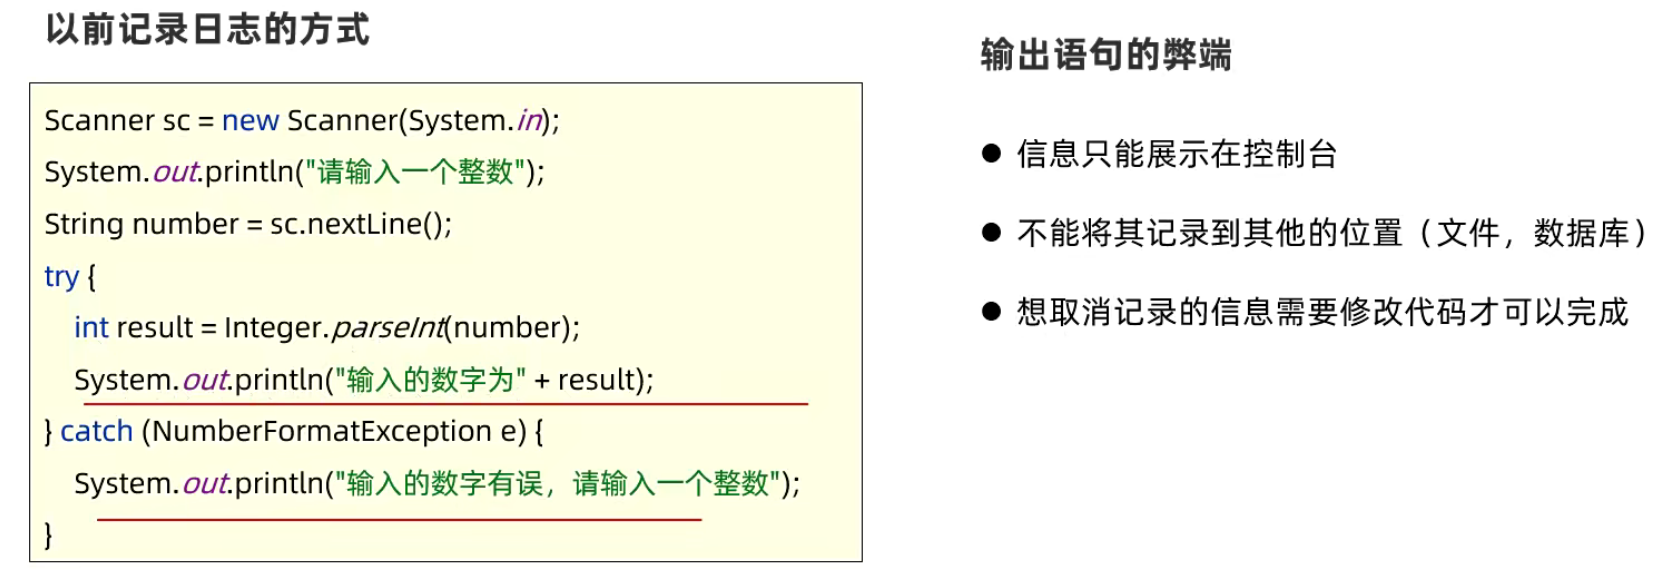 以前记录日志的方式
Scanner sc = new Scanner(System.in);
System.out.println("请输入一个整数");
String number = sc.nextLine();
try {
    int result = Integer.parseInt(number);
    System.out.println("输入的数字为" + result);
} catch (NumberFormatException e) {
    System.out.println("输入的数字有误，请输入一个整数");
}
输出语句的弊端
● 信息只能展示在控制台
● 不能将其记录到其他的位置（文件，数据库）
● 想取消记录的信息需要修改代码才可以完成